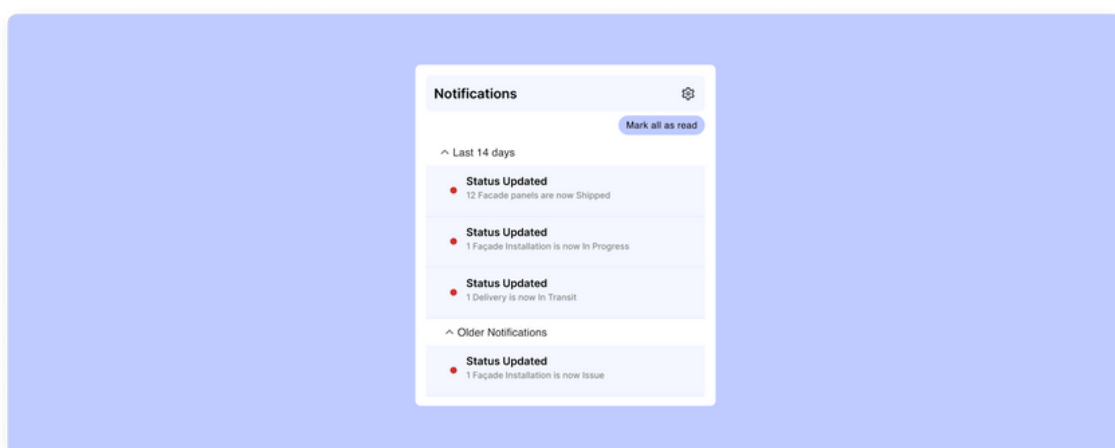 Notifications
Mark all as read
Last 14 days
Status Updated
12 Facade panels are now Shipped
Status Updated
1 Façade Installation is now In Progress
Status Updated
1 Delivery is now In Transit
Older Notifications
Status Updated
1 Façade Installation is now Issue